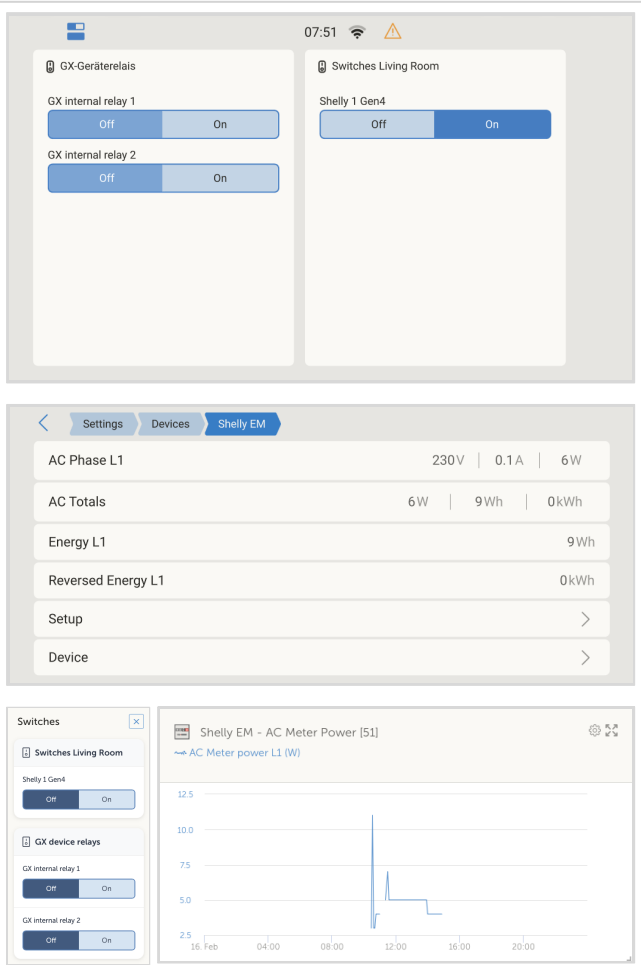 07:51
GX-Geräterelais
GX internal relay 1
Off On
GX internal relay 2
Off On
Switches Living Room
Shelly 1 Gen4
Off On
Settings Devices Shelly EM
AC Phase L1 230V 0.1A 6W
AC Totals 6W 9Wh 0kWh
Energy L1 9Wh
Reversed Energy L1 0kWh
Setup
Device
Switches
Switches Living Room
Shelly 1 Gen4
Off On
GX device relays
GX internal relay 1
Off On
GX internal relay 2
Off On
Shelly EM - AC Meter Power [51]
AC Meter power L1 (W)
12.5
10.0
7.5
5.0
2.5
16. Feb 04:00 08:00 12:00 16:00 20:00